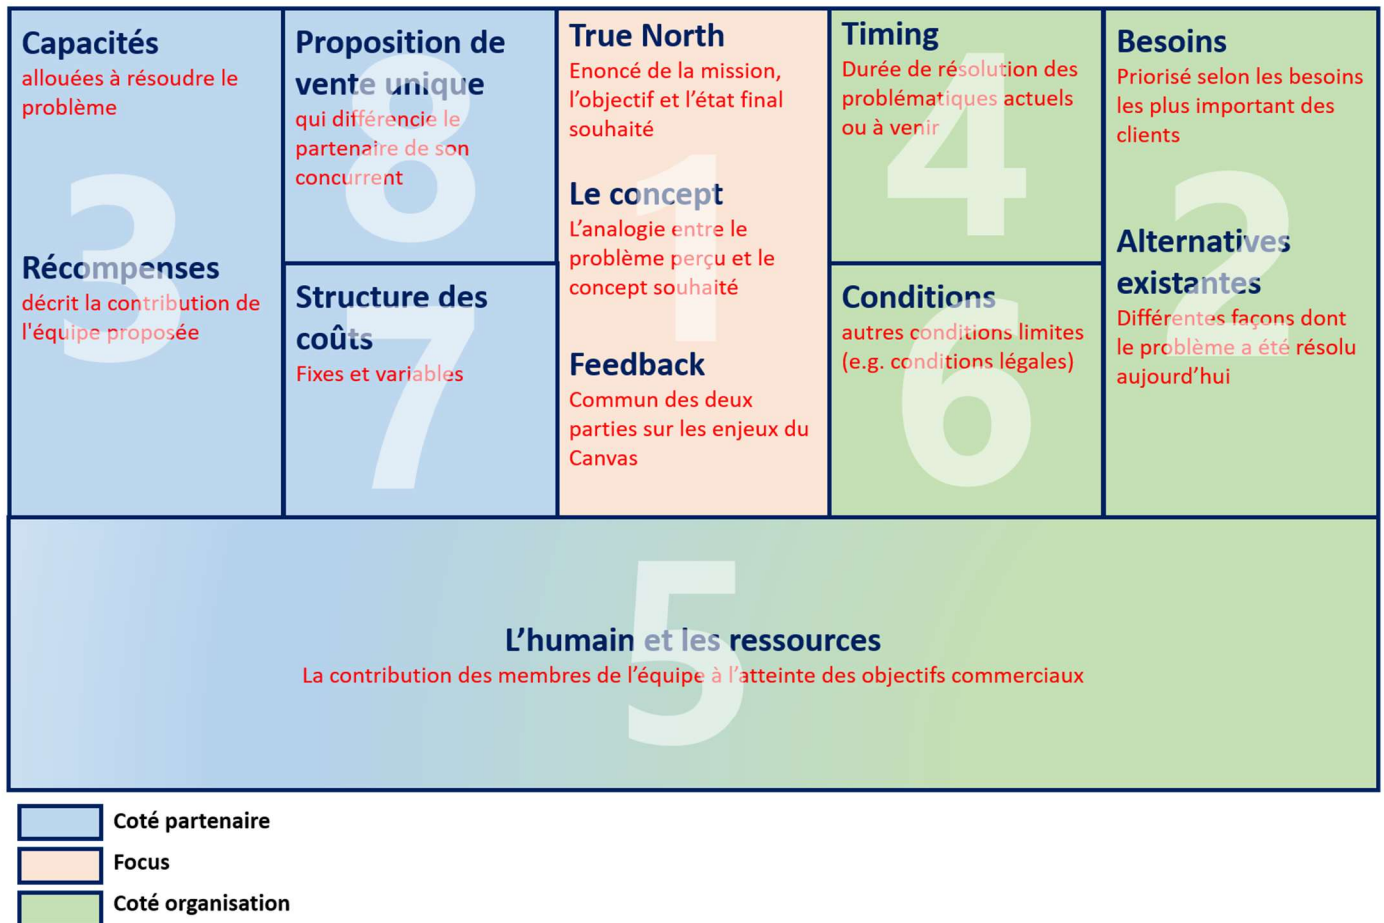 Capacités
allouées à résoudre le
problème
3
Récompenses
décrit la contribution de
l'équipe proposée
Proposition de
vente unique
qui différencie le
partenaire de son
concurrent
8
Structure des
coûts
Fixes et variables
7
True North
Enoncé de la mission,
l’objectif et l’état final
souhaité
1
Le concept
L’analogie entre le
problème perçu et le
concept souhaité
Feedback
Commun des deux
parties sur les enjeux du
Canvas
Timing
Durée de résolution des
problématiques actuels
ou à venir
4
Conditions
autres conditions limites
(e.g. conditions légales)
6
Besoins
Priorisé selon les besoins
les plus important des
clients
2
Alternatives
existantes
Différentes façons dont
le problème a été résolu
aujourd’hui
5
L’humain et les ressources
La contribution des membres de l’équipe à l’atteinte des objectifs commerciaux
Coté partenaire
Focus
Coté organisation